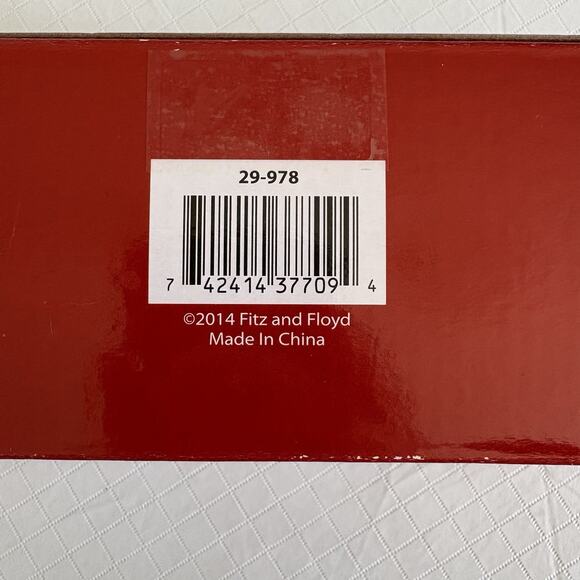 29-978
7 42414 37709 4
©2014 Fitz and Floyd
Made In China